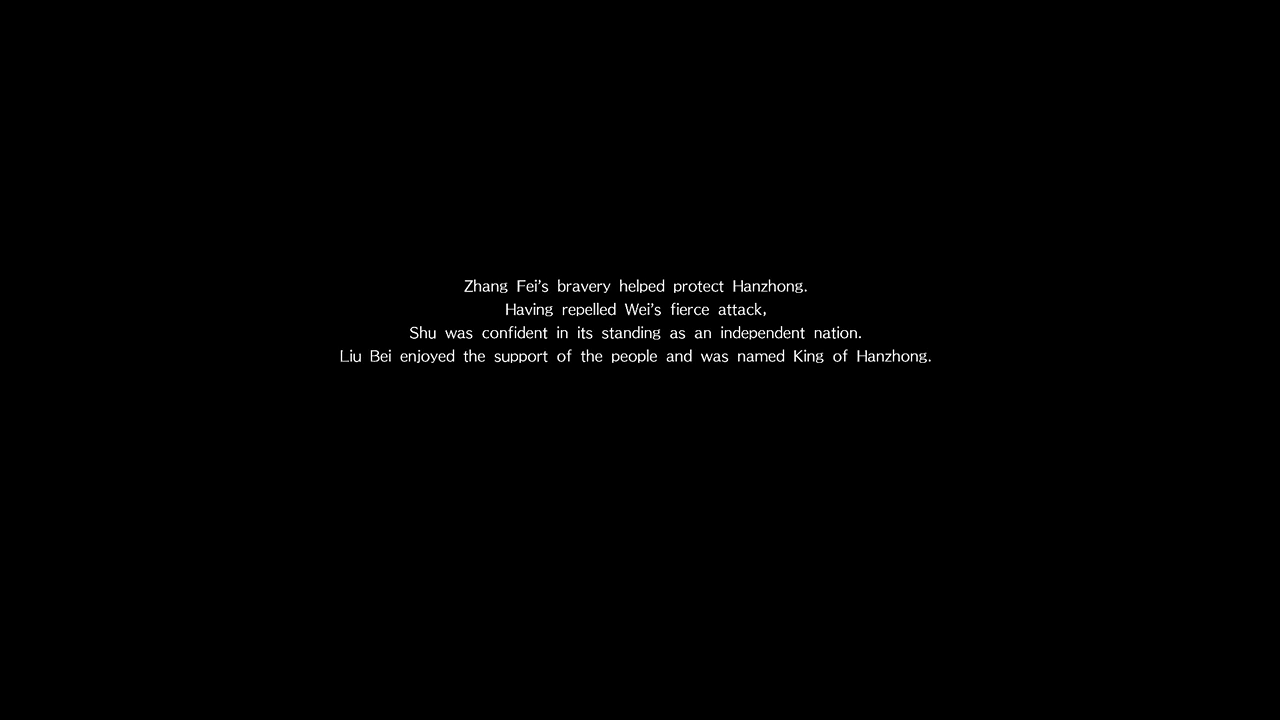 Zhang Fei's bravery helped protect Hanzhong.
Having repelled Wei's fierce attack,
Shu was confident in its standing as an independent nation.
Liu Bei enjoyed the support of the people and was named King of Hanzhong.